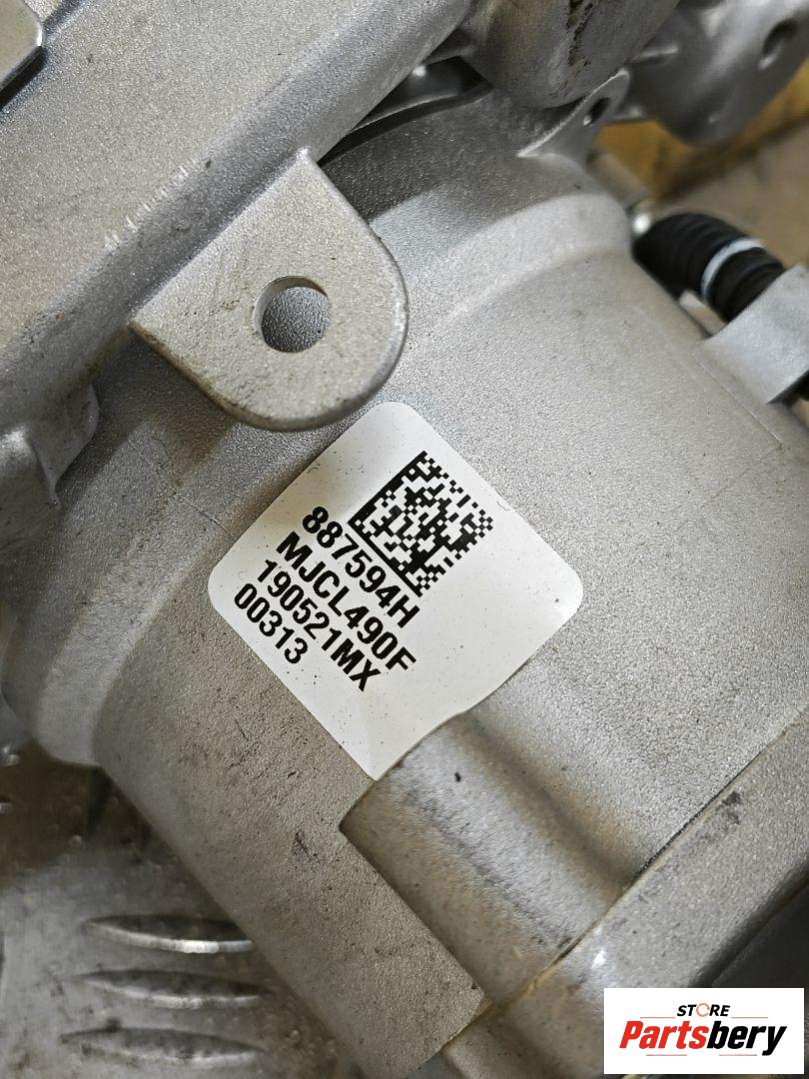 887594H
MJCL490F
190521MX
00313
STORE
Partsbery